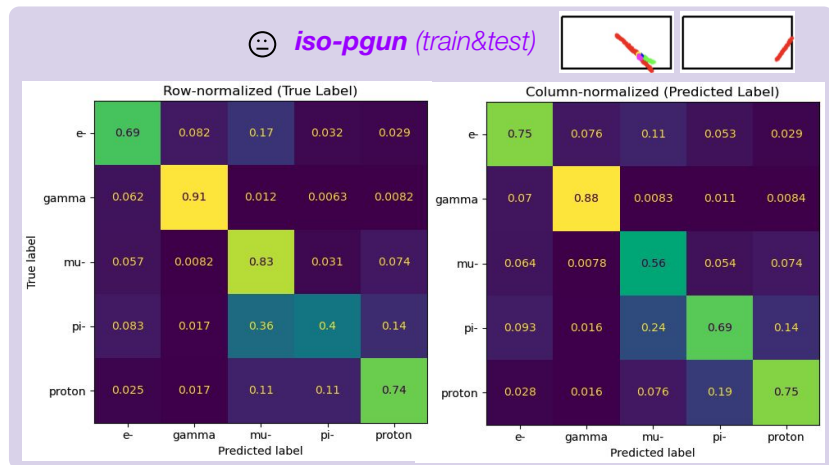 iso-pgun (train&test)
Row-normalized (True Label)
e- 0.69 0.082 0.17 0.032 0.029
gamma 0.062 0.91 0.012 0.0063 0.0082
mu- 0.057 0.0082 0.83 0.031 0.074
pi- 0.083 0.017 0.36 0.4 0.14
proton 0.025 0.017 0.11 0.11 0.74
True label
e- gamma mu- pi- proton
Predicted label
Column-normalized (Predicted Label)
e- 0.75 0.076 0.11 0.053 0.029
gamma 0.07 0.88 0.0083 0.011 0.0084
mu- 0.064 0.0078 0.56 0.054 0.074
pi- 0.093 0.016 0.24 0.69 0.14
proton 0.028 0.016 0.076 0.19 0.75
e- gamma mu- pi- proton
Predicted label